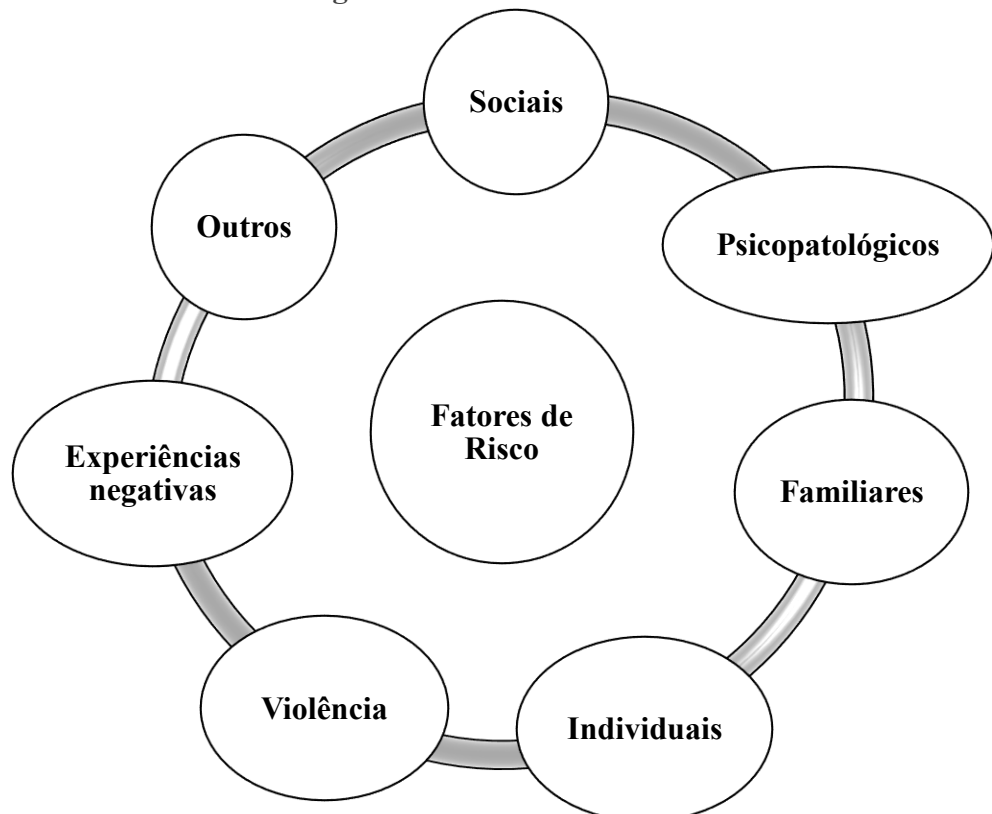 Sociais
Psicopatológicos
Familiares
Individuais
Violência
Experiências
negativas
Outros
Fatores de
Risco